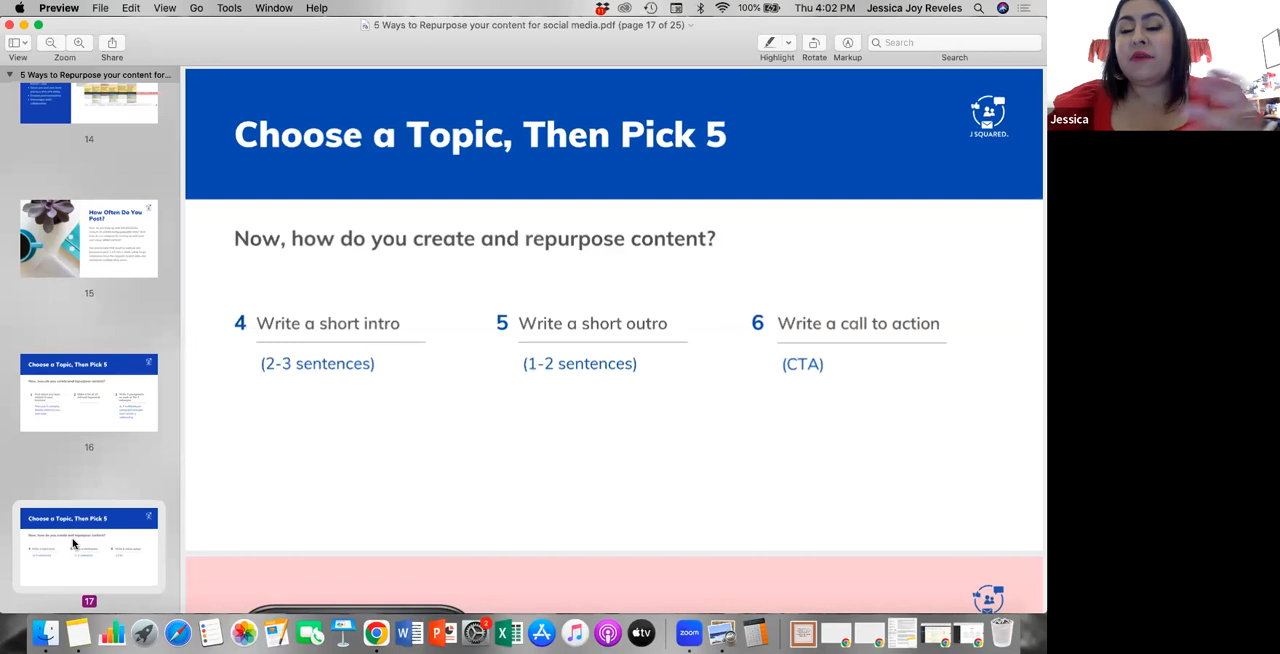 Preview File Edit View Go Tools Window Help 100% Thu 4:02 PM Jessica Joy Reveles
5 Ways to Repurpose your content for social media.pdf (page 17 of 25)
View Zoom Share Highlight Rotate Markup Search
Search
5 Ways to Repurpose your content for...
14
How Often Do You
Post?
15
Choose a Topic, Then Pick 5
16
Choose a Topic, Then Pick 5
17
Choose a Topic, Then Pick 5
J SQUARED.
Now, how do you create and repurpose content?
4 Write a short intro
(2-3 sentences)
5 Write a short outro
(1-2 sentences)
6 Write a call to action
(CTA)
Jessica
2
zoom
tv